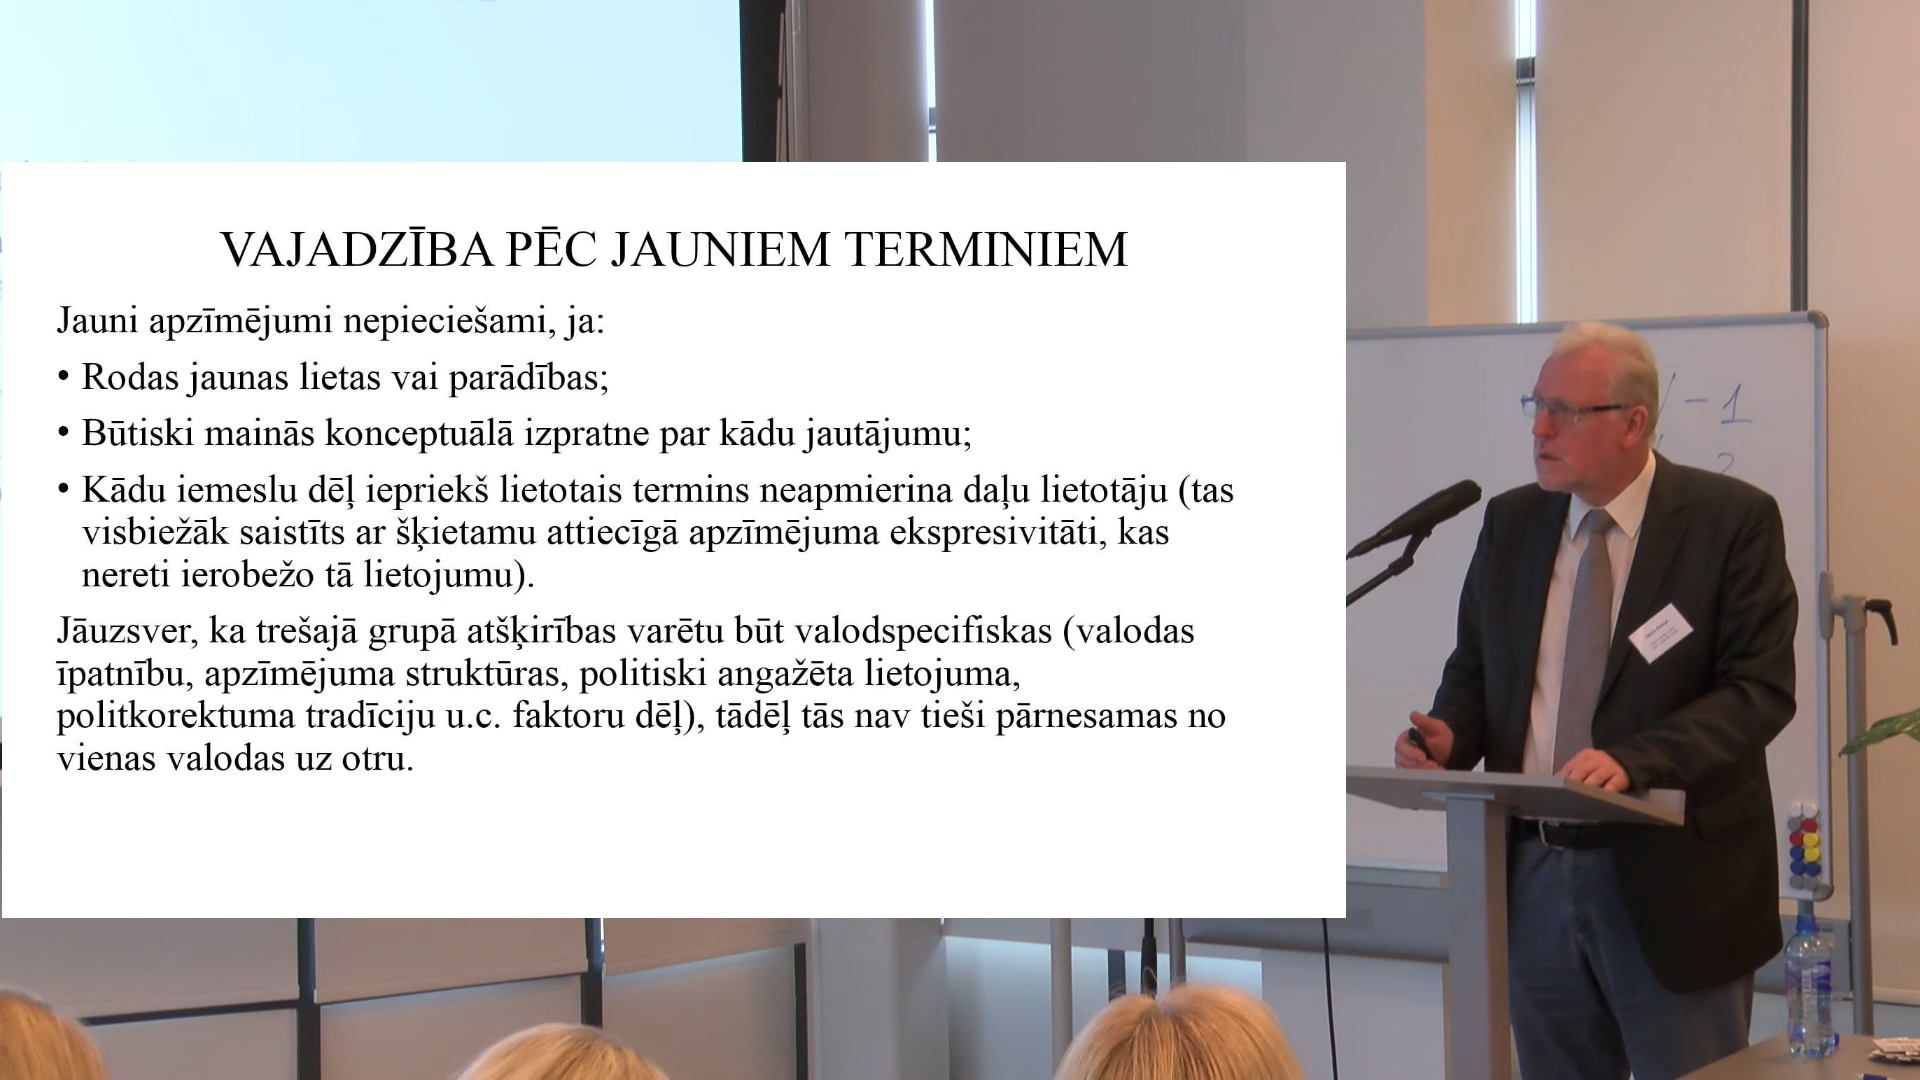 VAJADZĪBA PĒC JAUNIEM TERMINIEM
Jauni apzīmējumi nepieciešami, ja:
• Rodas jaunas lietas vai parādības;
• Būtiski mainās konceptuālā izpratne par kādu jautājumu;
• Kādu iemeslu dēļ iepriekš lietotais termins neapmierina daļu lietotāju (tas
visbiežāk saistīts ar šķietamu attiecīgā apzīmējuma ekspresivitāti, kas
nereti ierobežo tā lietojumu).
Jāuzsver, ka trešajā grupā atšķirības varētu būt valodspecifiskas (valodas
īpatnību, apzīmējuma struktūras, politiski angažēta lietojuma,
politkorektuma tradīciju u.c. faktoru dēļ), tādēļ tās nav tieši pārnesamas no
vienas valodas uz otru.
– 1
2